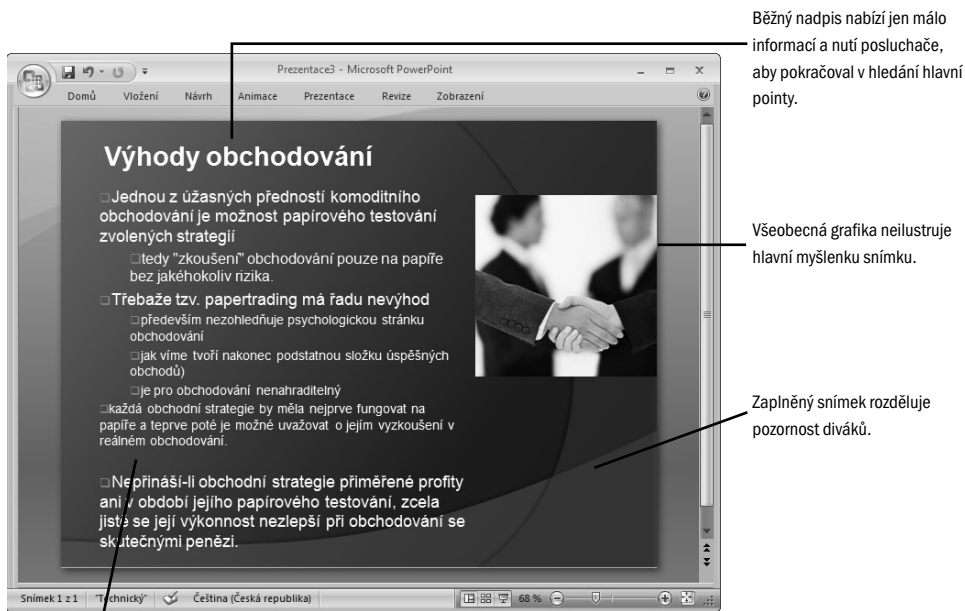 Běžný nadpis nabízí jen málo
informací a nutí posluchače,
aby pokračoval v hledání hlavní
pointy.
Prezentace3 - Microsoft PowerPoint
Domů Vložení Návrh Animace Prezentace Revize Zobrazení
Výhody obchodování
Jednou z úžasných předností komoditního
obchodování je možnost papírového testování
zvolených strategií
tedy "zkoušení" obchodování pouze na papíře
bez jakéhokoliv rizika.
Třebaže tzv. papertrading má řadu nevýhod
především nezohledňuje psychologickou stránku
obchodování
jak víme tvoří nakonec podstatnou složku úspěšných
obchodů)
je pro obchodování nenahraditelný
každá obchodní strategie by měla nejprve fungovat na
papíře a teprve poté je možné uvažovat o jejím vyzkoušení v
reálném obchodování.
Nepřináší-li obchodní strategie přiměřené profity
ani v období jejího papírového testování, zcela
jistě se její výkonnost nezlepší při obchodování se
skutečnými penězi.
Všeobecná grafika neilustruje
hlavní myšlenku snímku.
Zaplněný snímek rozděluje
pozornost diváků.
Snímek 1 z 1 "Technický" Čeština (Česká republika) 68 %